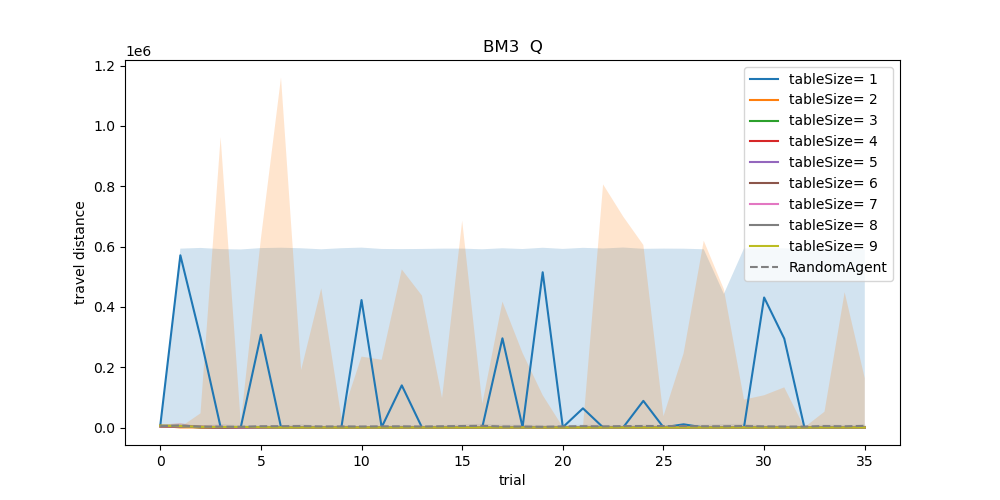 BM3  Q
1e6
1.2
1.0
0.8
0.6
0.4
0.2
0.0
travel distance
0
5
10
15
20
25
30
35
trial
tableSize= 1
tableSize= 2
tableSize= 3
tableSize= 4
tableSize= 5
tableSize= 6
tableSize= 7
tableSize= 8
tableSize= 9
RandomAgent